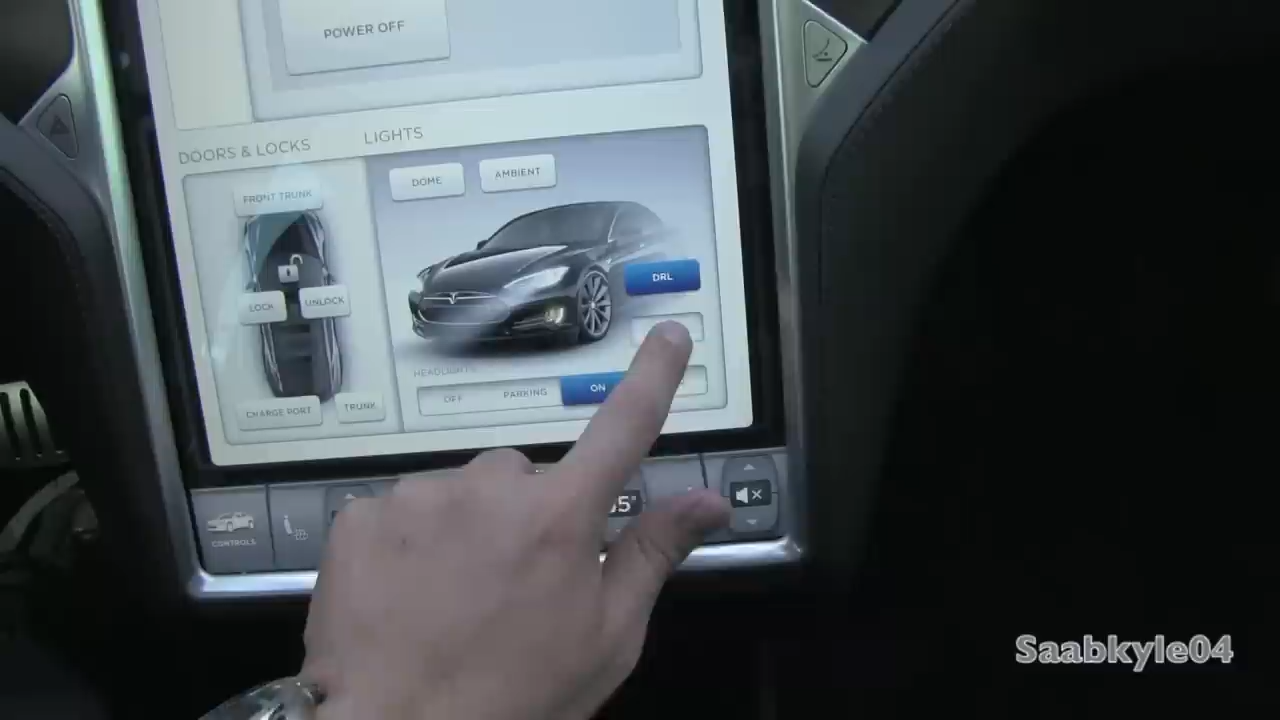 POWER OFF
DOORS & LOCKS
LIGHTS
FRONT TRUNK
DOME
AMBIENT
DRL
LOCK
UNLOCK
CHARGE PORT
TRUNK
OFF
PARKING
ON
CONTROLS
Saabkyle04